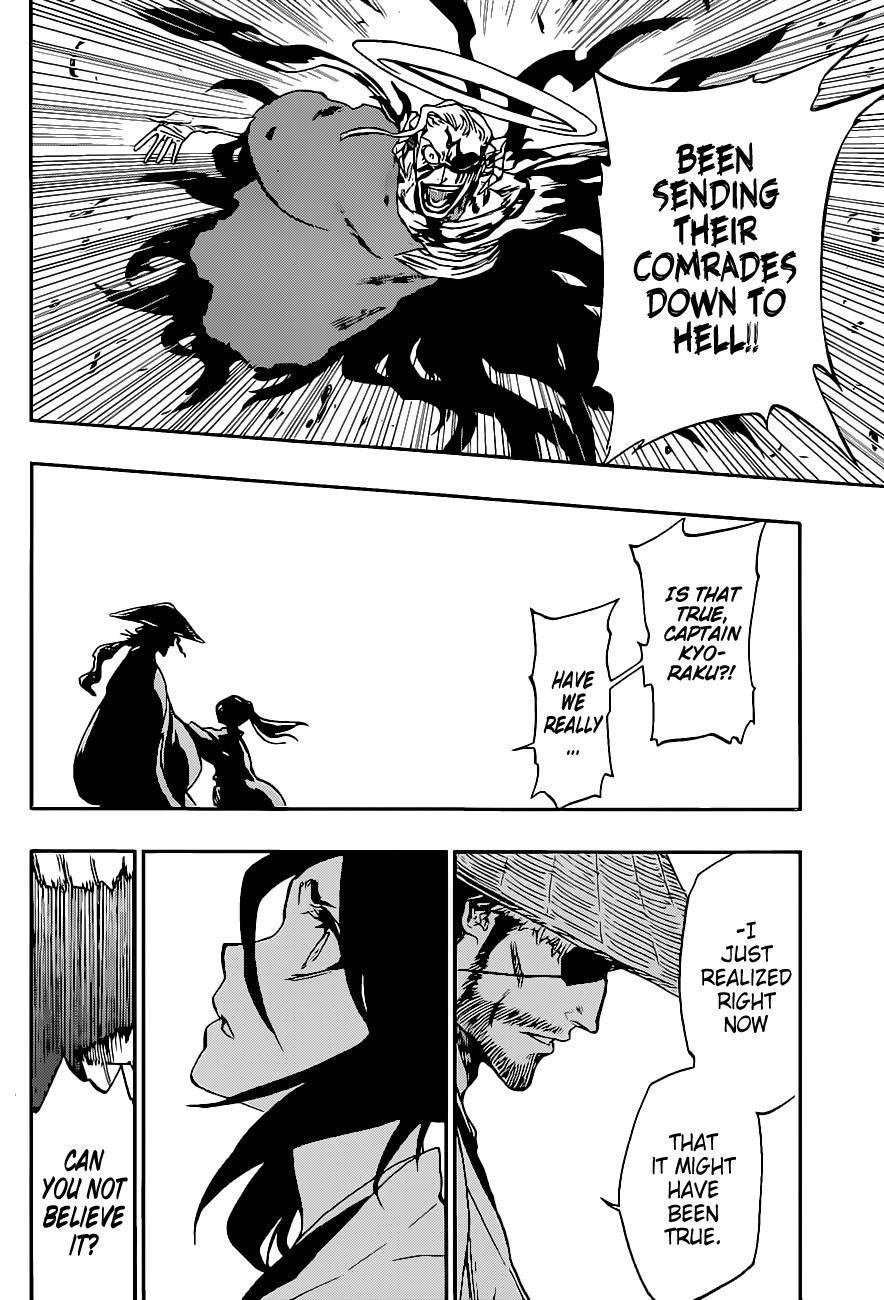 BEEN
SENDING
THEIR
COMRADES
DOWN TO
HELL!!
IS THAT
TRUE,
CAPTAIN
KYO-
RAKU?!
HAVE
WE
REALLY
...
-I
JUST
REALIZED
RIGHT
NOW
THAT
IT MIGHT
HAVE
BEEN
TRUE.
CAN
YOU NOT
BELIEVE
IT?